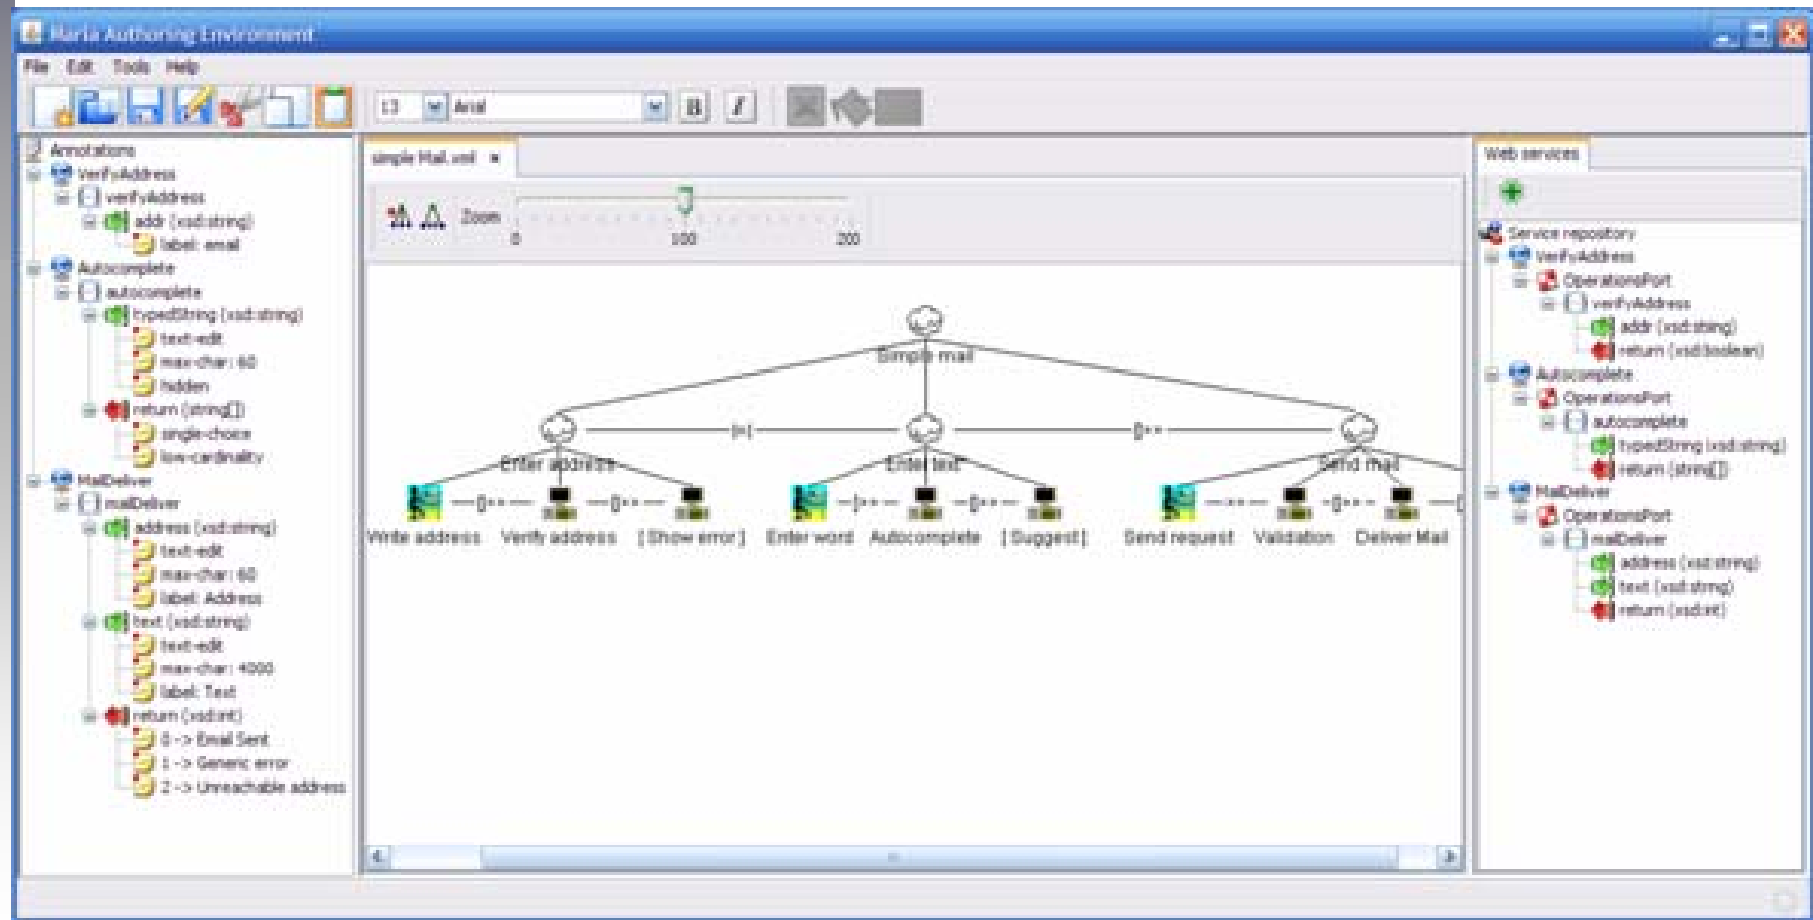 Maria Authoring Environment
File Edit Tools Help
13 Arial B I
Annotations
VerifyAddress
verifyAddress
addr (xsd:string)
label: email
Autocomplete
autocomplete
typedString (xsd:string)
text-edit
max-char: 60
hidden
return (string[])
single-choice
low-cardinality
MailDeliver
mailDeliver
address (xsd:string)
text-edit
max-char: 60
label: Address
text (xsd:string)
text-edit
max-char: 4000
label: Text
return (xsd:int)
0 -> Email Sent
1 -> Generic error
2 -> Unreachable address
simple Mail.xml
Zoom
0 100 200
Simple mail
|=| []>>
Enter address Enter text Send mail
[]>> []>> []>> []>> >> []>>
Write address Verify address [Show error] Enter word Autocomplete [Suggest] Send request Validation Deliver Mail
Web services
Service repository
VerifyAddress
OperationsPort
verifyAddress
addr (xsd:string)
return (xsd:boolean)
Autocomplete
OperationsPort
autocomplete
typedString (xsd:string)
return (string[])
MailDeliver
OperationsPort
mailDeliver
address (xsd:string)
text (xsd:string)
return (xsd:int)